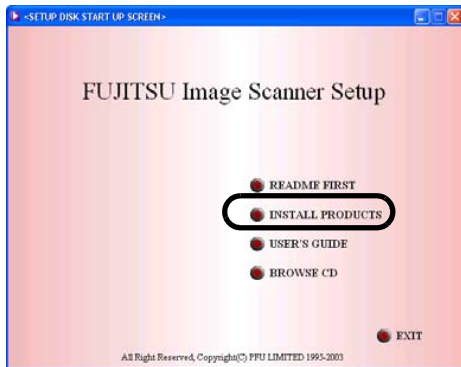 <SETUP DISK START UP SCREEN>
FUJITSU Image Scanner Setup
README FIRST
INSTALL PRODUCTS
USER'S GUIDE
BROWSE CD
EXIT
All Right Reserved, Copyright(C) PFU LIMITED 1995-2003